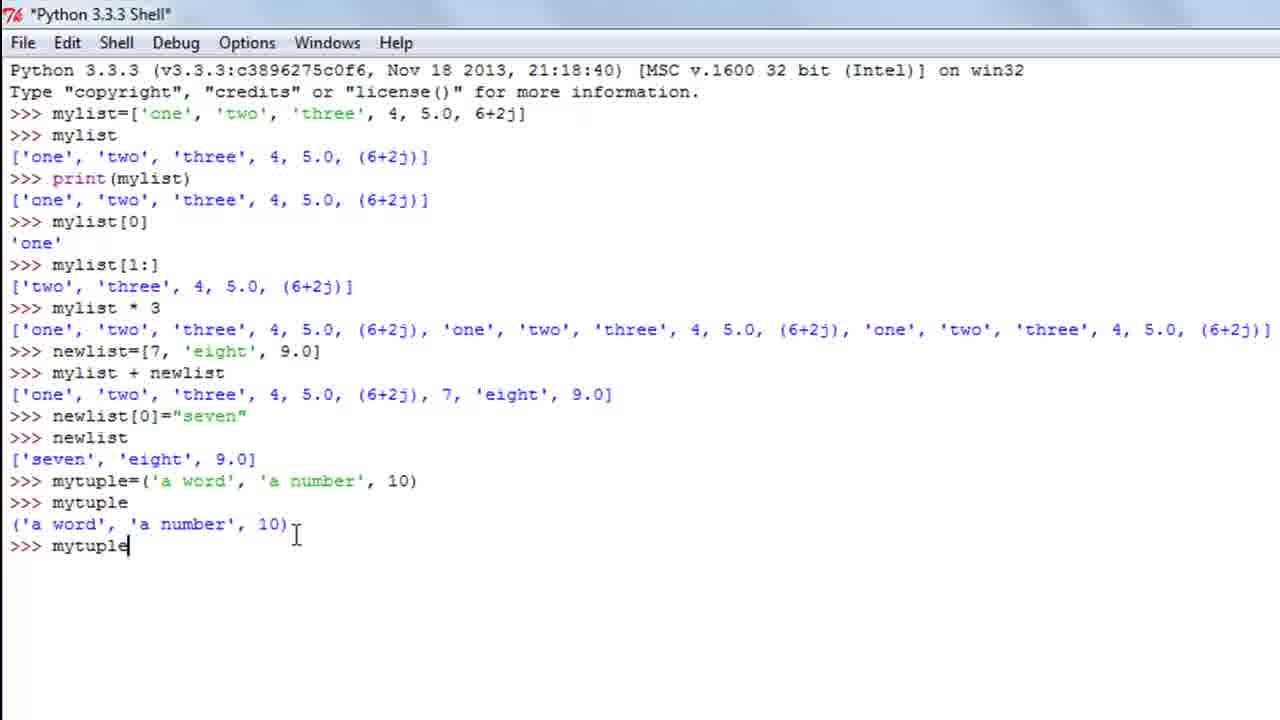 *Python 3.3.3 Shell*
File Edit Shell Debug Options Windows Help
Python 3.3.3 (v3.3.3:c3896275c0f6, Nov 18 2013, 21:18:40) [MSC v.1600 32 bit (Intel)] on win32
Type "copyright", "credits" or "license()" for more information.
>>> mylist=['one', 'two', 'three', 4, 5.0, 6+2j]
>>> mylist
['one', 'two', 'three', 4, 5.0, (6+2j)]
>>> print(mylist)
['one', 'two', 'three', 4, 5.0, (6+2j)]
>>> mylist[0]
'one'
>>> mylist[1:]
['two', 'three', 4, 5.0, (6+2j)]
>>> mylist * 3
['one', 'two', 'three', 4, 5.0, (6+2j), 'one', 'two', 'three', 4, 5.0, (6+2j), 'one', 'two', 'three', 4, 5.0, (6+2j)]
>>> newlist=[7, 'eight', 9.0]
>>> mylist + newlist
['one', 'two', 'three', 4, 5.0, (6+2j), 7, 'eight', 9.0]
>>> newlist[0]="seven"
>>> newlist
['seven', 'eight', 9.0]
>>> mytuple=('a word', 'a number', 10)
>>> mytuple
('a word', 'a number', 10)
>>> mytuple